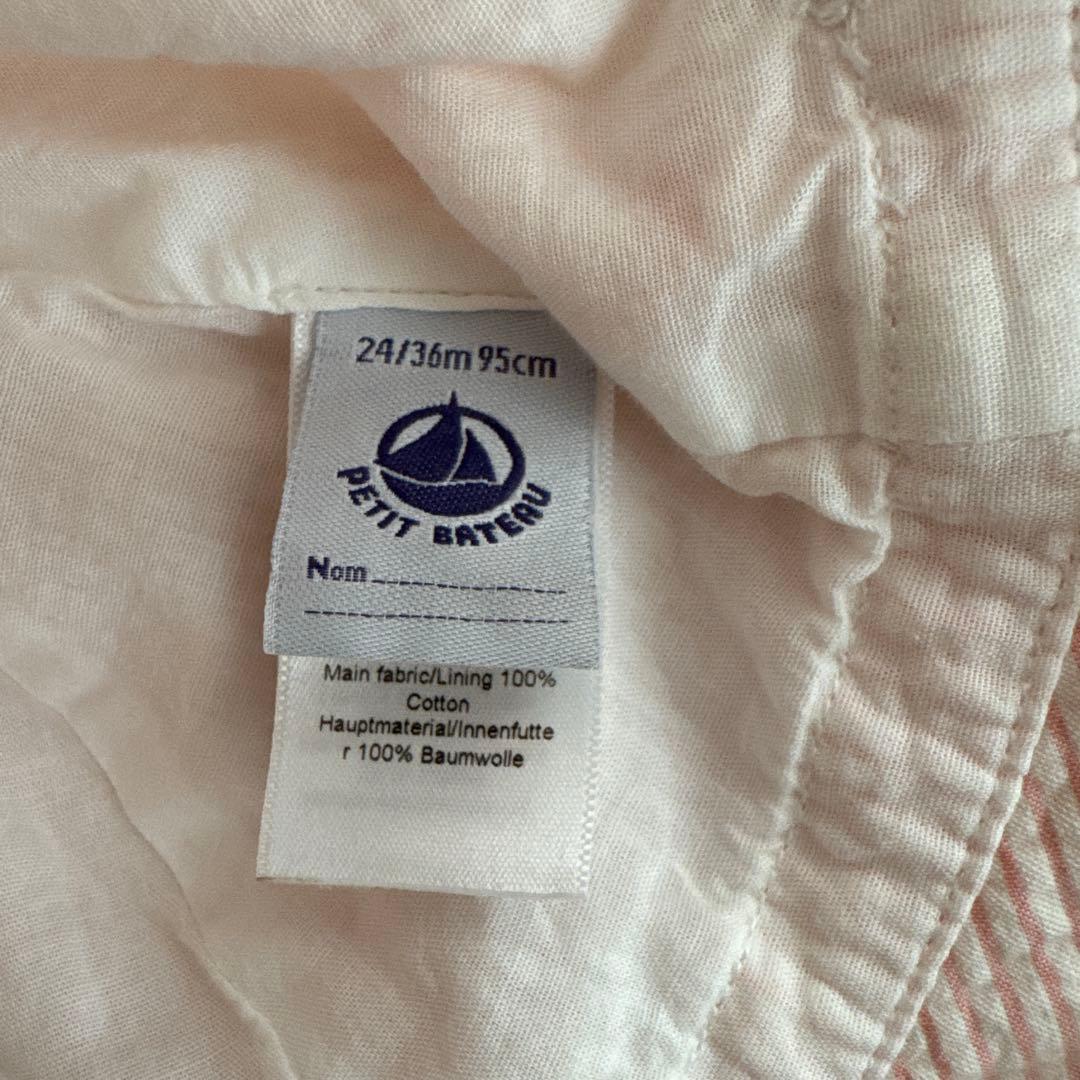 24/36m 95cm
PETIT BATEAU
Nom
Main fabric/Lining 100%
Cotton
Hauptmaterial/Innenfutte
r 100% Baumwolle